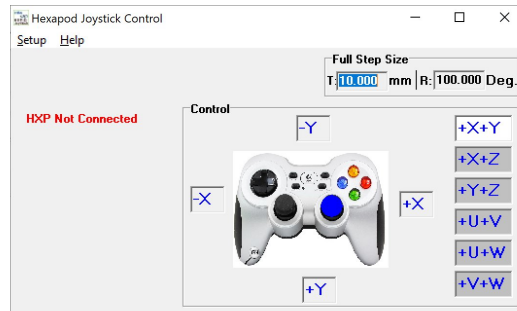 Hexapod Joystick Control
Setup Help
Full Step Size
T: 10.000 mm R: 100.000 Deg.
HXP Not Connected
Control
-Y
-X
+X
+Y
+X+Y
+X+Z
+Y+Z
+U+V
+U+W
+V+W